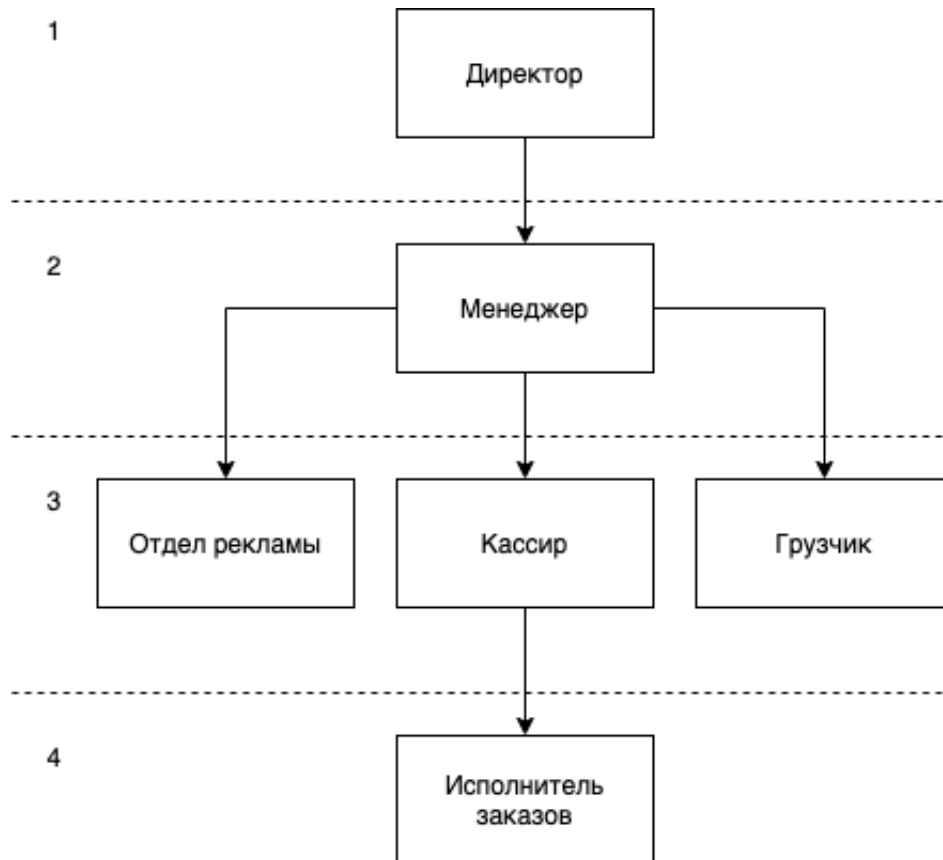 1
Директор
2
Менеджер
3
Отдел рекламы
Кассир
Грузчик
4
Исполнитель
заказов